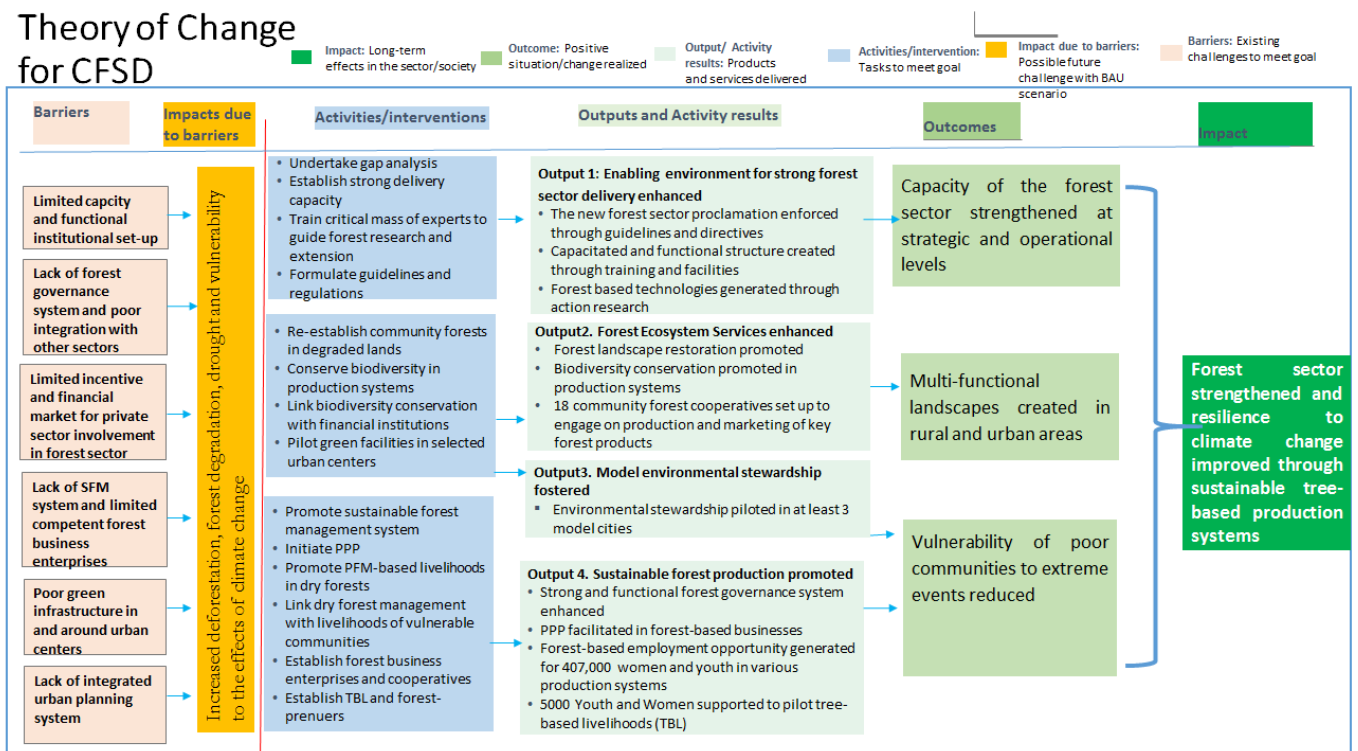 Theory of Change
for CFSD
Impact: Long-term
effects in the sector/society
Outcome: Positive
situation/change realized
Output/ Activity
results: Products
and services delivered
Activities/intervention:
Tasks to meet goal
Impact due to barriers:
Possible future
challenge with BAU
scenario
Barriers: Existing
challenges to meet goal
Barriers
Impacts due
to barriers
Activities/interventions
Outputs and Activity results
Outcomes
Impact
Limited capcity
and functional
institutional set-up
Lack of forest
governance
system and poor
integration with
other sectors
Limited incentive
and financial
market for private
sector involvement
in forest sector
Lack of SFM
system and limited
competent forest
business
enterprises
Poor green
infrastructure in
and around urban
centers
Lack of integrated
urban planning
system
Increased deforestation, forest degradation, drought and vulnerability
to the effects of climate change
• Undertake gap analysis
• Establish strong delivery
capacity
• Train critical mass of experts to
guide forest research and
extension
• Formulate guidelines and
regulations
• Re-establish community forests
in degraded lands
• Conserve biodiversity in
production systems
• Link biodiversity conservation
with financial institutions
• Pilot green facilities in selected
urban centers
• Promote sustainable forest
management system
• Initiate PPP
• Promote PFM-based livelihoods
in dry forests
• Link dry forest management
with livelihoods of vulnerable
communities
• Establish forest business
enterprises and cooperatives
• Establish TBL and forest-
prenuers
Output 1: Enabling environment for strong forest
sector delivery enhanced
• The new forest sector proclamation enforced
through guidelines and directives
• Capacitated and functional structure created
through training and facilities
• Forest based technologies generated through
action research
Output2. Forest Ecosystem Services enhanced
• Forest landscape restoration promoted
• Biodiversity conservation promoted in
production systems
• 18 community forest cooperatives set up to
engage on production and marketing of key
forest products
Output3. Model environmental stewardship
fostered
▪ Environmental stewardship piloted in at least 3
model cities
Output 4. Sustainable forest production promoted
• Strong and functional forest governance system
enhanced
• PPP facilitated in forest-based businesses
• Forest-based employment opportunity generated
for 407,000 women and youth in various
production systems
• 5000 Youth and Women supported to pilot tree-
based livelihoods (TBL)
Capacity of the forest
sector strengthened at
strategic and operational
levels
Multi-functional
landscapes created in
rural and urban areas
Vulnerability of poor
communities to extreme
events reduced
Forest sector
strengthened and
resilience to
climate change
improved through
sustainable tree-
based production
systems